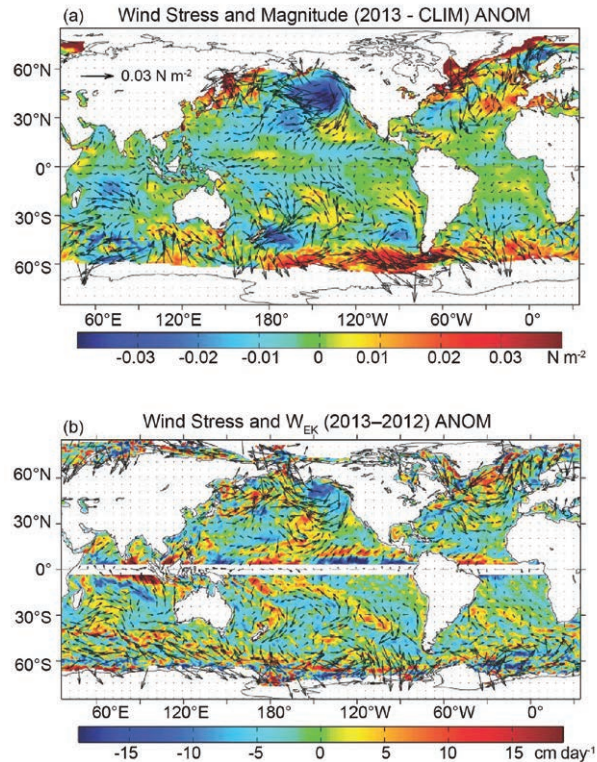 (a) Wind Stress and Magnitude (2013 - CLIM) ANOM
60°N
0.03 N m⁻²
30°N
0°
30°S
60°S
60°E 120°E 180° 120°W 60°W 0°
-0.03 -0.02 -0.01 0 0.01 0.02 0.03 N m⁻²
(b) Wind Stress and W_EK (2013–2012) ANOM
60°N
30°N
0°
30°S
60°S
60°E 120°E 180° 120°W 60°W 0°
-15 -10 -5 0 5 10 15 cm day⁻¹